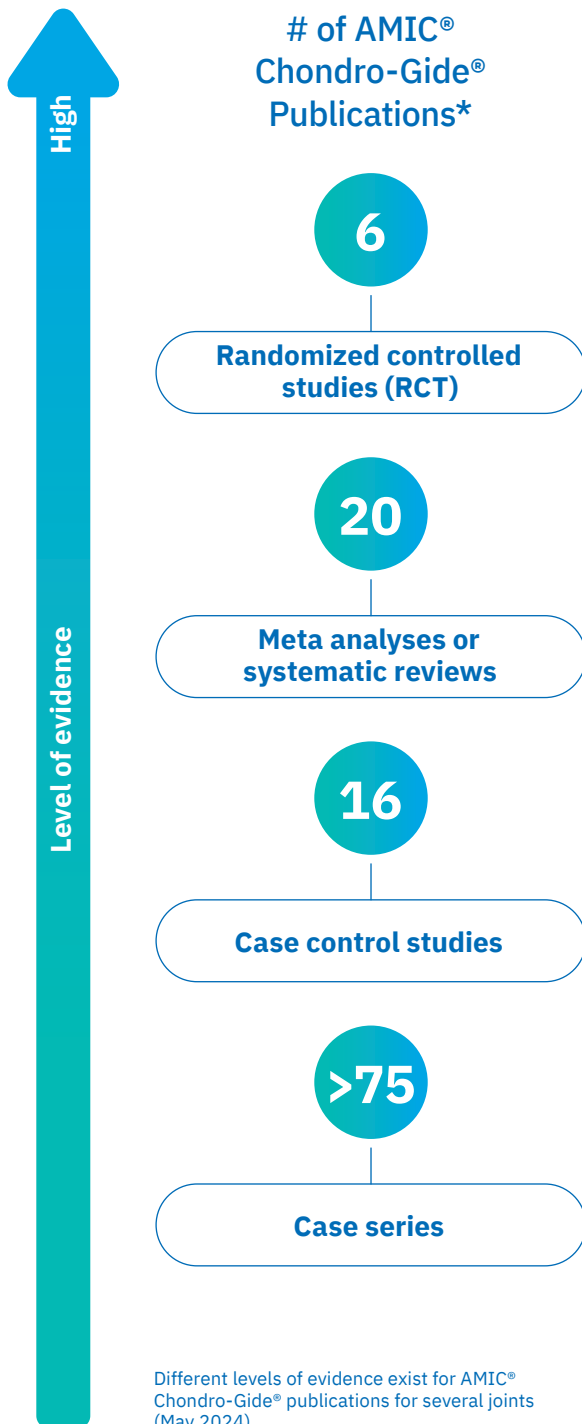 # of AMIC®
Chondro-Gide®
Publications*
High
6
Randomized controlled
studies (RCT)
20
Meta analyses or
systematic reviews
Level of evidence
16
Case control studies
>75
Case series
Different levels of evidence exist for AMIC®
Chondro-Gide® publications for several joints
(May 2024)